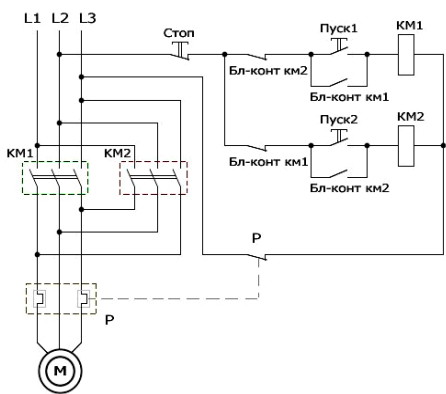 L1 L2 L3
Стоп
Пуск1
КМ1
Бл-конт км2
Бл-конт км1
Пуск2
КМ2
Бл-конт км1
Бл-конт км2
КМ1
КМ2
Р
Р
М